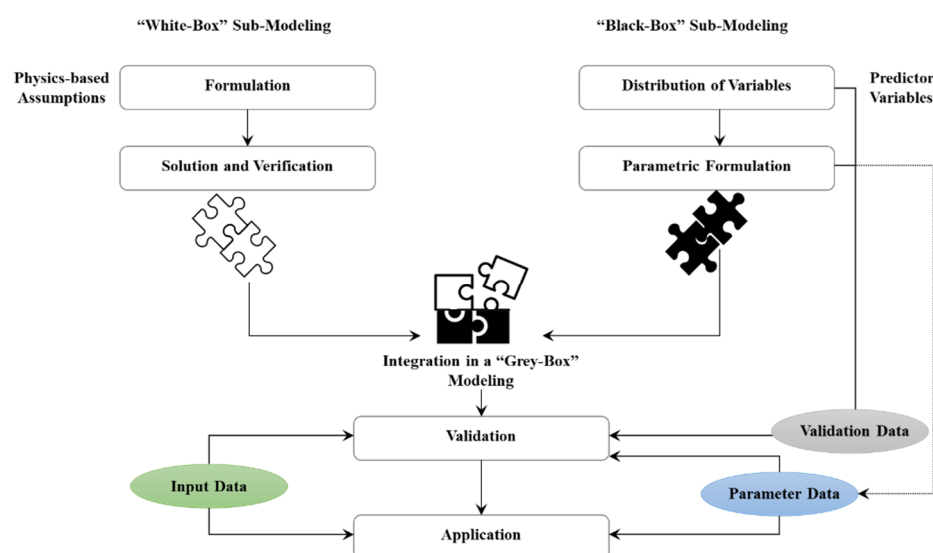 “White-Box” Sub-Modeling
“Black-Box” Sub-Modeling
Physics-based
Assumptions
Formulation
Distribution of Variables
Predictor
Variables
Solution and Verification
Parametric Formulation
Integration in a “Grey-Box”
Modeling
Validation
Validation Data
Input Data
Parameter Data
Application